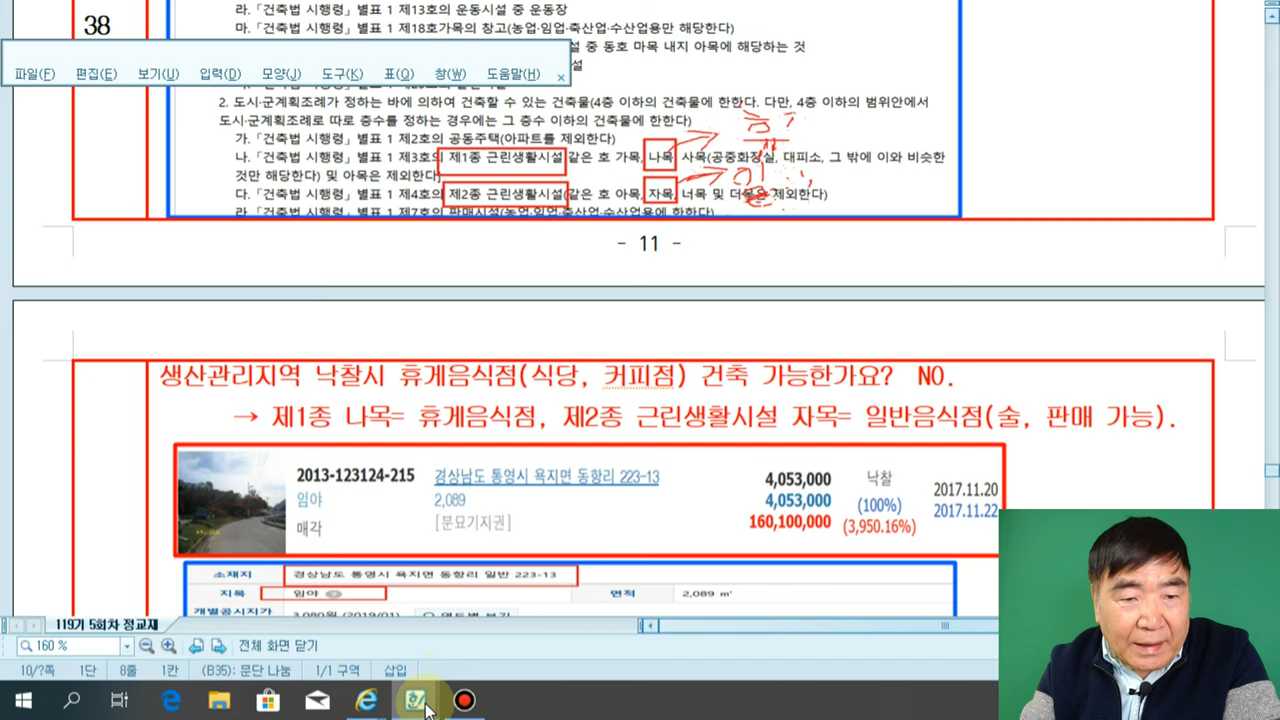 라.「건축법 시행령」별표 1 제13호의 운동시설 중 운동장
38
마.「건축법 시행령」별표 1 제18호가목의 창고(농업·임업·축산업·수산업용만 해당한다)
설 중 동호 마목 내지 아목에 해당하는 것
설
파일(F) 편집(E) 보기(U) 입력(D) 모양(J) 도구(K) 표(Q) 창(W) 도움말(H) ×
2. 도시·군계획조례가 정하는 바에 의하여 건축할 수 있는 건축물(4층 이하의 건축물에 한한다. 다만, 4층 이하의 범위안에서
도시·군계획조례로 따로 층수를 정하는 경우에는 그 층수 이하의 건축물에 한한다)
가.「건축법 시행령」별표 1 제2호의 공동주택(아파트를 제외한다)
나.「건축법 시행령」별표 1 제3호의 제1종 근린생활시설같은 호 가목, 나목, 사목(공중화장실, 대피소, 그 밖에 이와 비슷한
것만 해당한다) 및 아목은 제외한다]
다.「건축법 시행령」별표 1 제4호의 제2종 근린생활시설(같은 호 아목, 자목, 너목 및 더목은 제외한다)
라.「건축법 시행령」별표 1 제7호의 판매시설(농업·임업·축산업·수산업용에 한한다)
- 11 -
생산관리지역 낙찰시 휴게음식점(식당, 커피점) 건축 가능한가요? NO.
→ 제1종 나목= 휴게음식점, 제2종 근린생활시설 자목= 일반음식점(술, 판매 가능).
2013-123124-215 경상남도 통영시 욕지면 동항리 223-13 4,053,000 낙찰 2017.11.20
임야 2,089 4,053,000 (100%) 2017.11.22
매각 [분묘기지권] 160,100,000 (3,950.16%)
소재지 경상남도 통영시 욕지면 동항리 일반 223-13
지목 임야 면적 2,089 ㎡
개별공시지가 3,080원 (2019/01) 연도별 보기
119기 5회차 정교재
160 % 전체 화면 닫기
10/?쪽 1단 8줄 1칸 (B35): 문단 나눔 1/1 구역 삽입